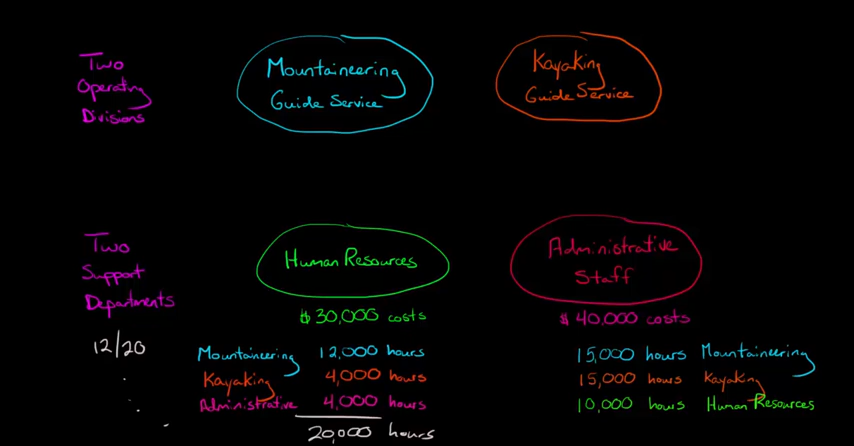 Two
Operating
Divisions
Mountaineering
Guide Service
Kayaking
Guide Service
Two
Support
Departments
Human Resources
$30,000 costs
Administrative
Staff
$40,000 costs
12/20
Mountaineering 12,000 hours
Kayaking 4,000 hours
Administrative 4,000 hours
20,000 hours
15,000 hours Mountaineering
15,000 hours Kayaking
10,000 hours Human Resources